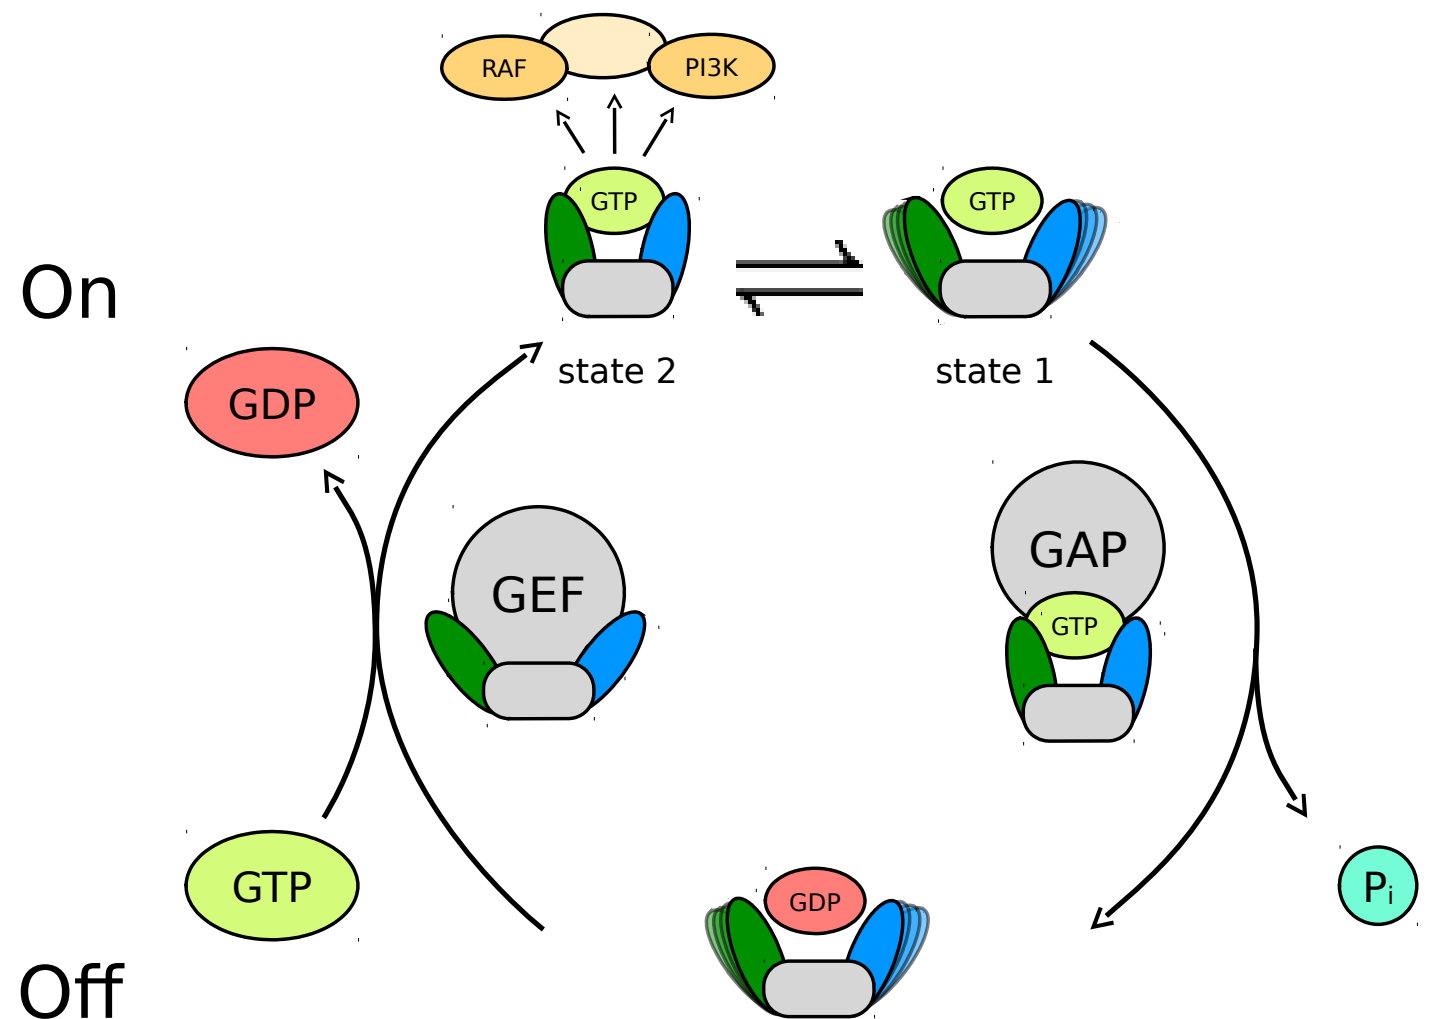 RAF
PI3K
GTP
GTP
On
state 2
state 1
GDP
GAP
GEF
GTP
GTP
GDP
Pi
Off